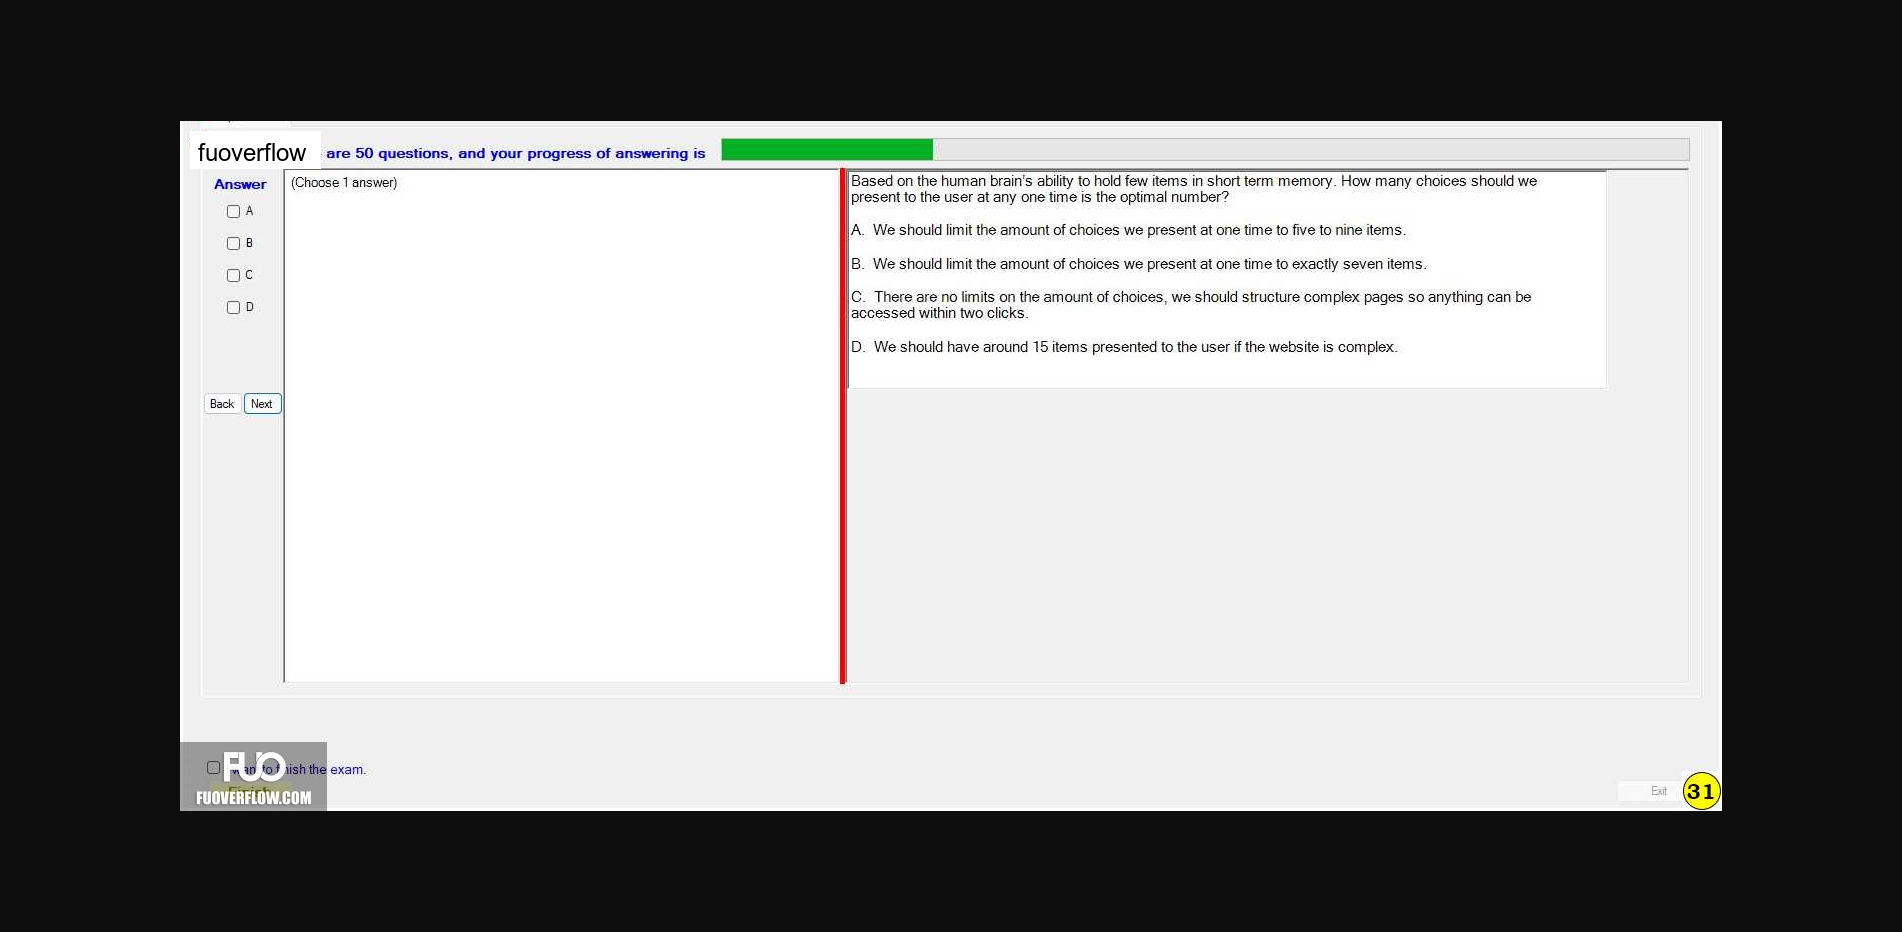 fuoverflow are 50 questions, and your progress of answering is
Answer
(Choose 1 answer)
A
B
C
D
Back Next
Based on the human brain's ability to hold few items in short term memory. How many choices should we
present to the user at any one time is the optimal number?
A. We should limit the amount of choices we present at one time to five to nine items.
B. We should limit the amount of choices we present at one time to exactly seven items.
C. There are no limits on the amount of choices, we should structure complex pages so anything can be
accessed within two clicks.
D. We should have around 15 items presented to the user if the website is complex.
FUO
want to finish the exam.
Finish
FUOVERFLOW.COM
Exit
31